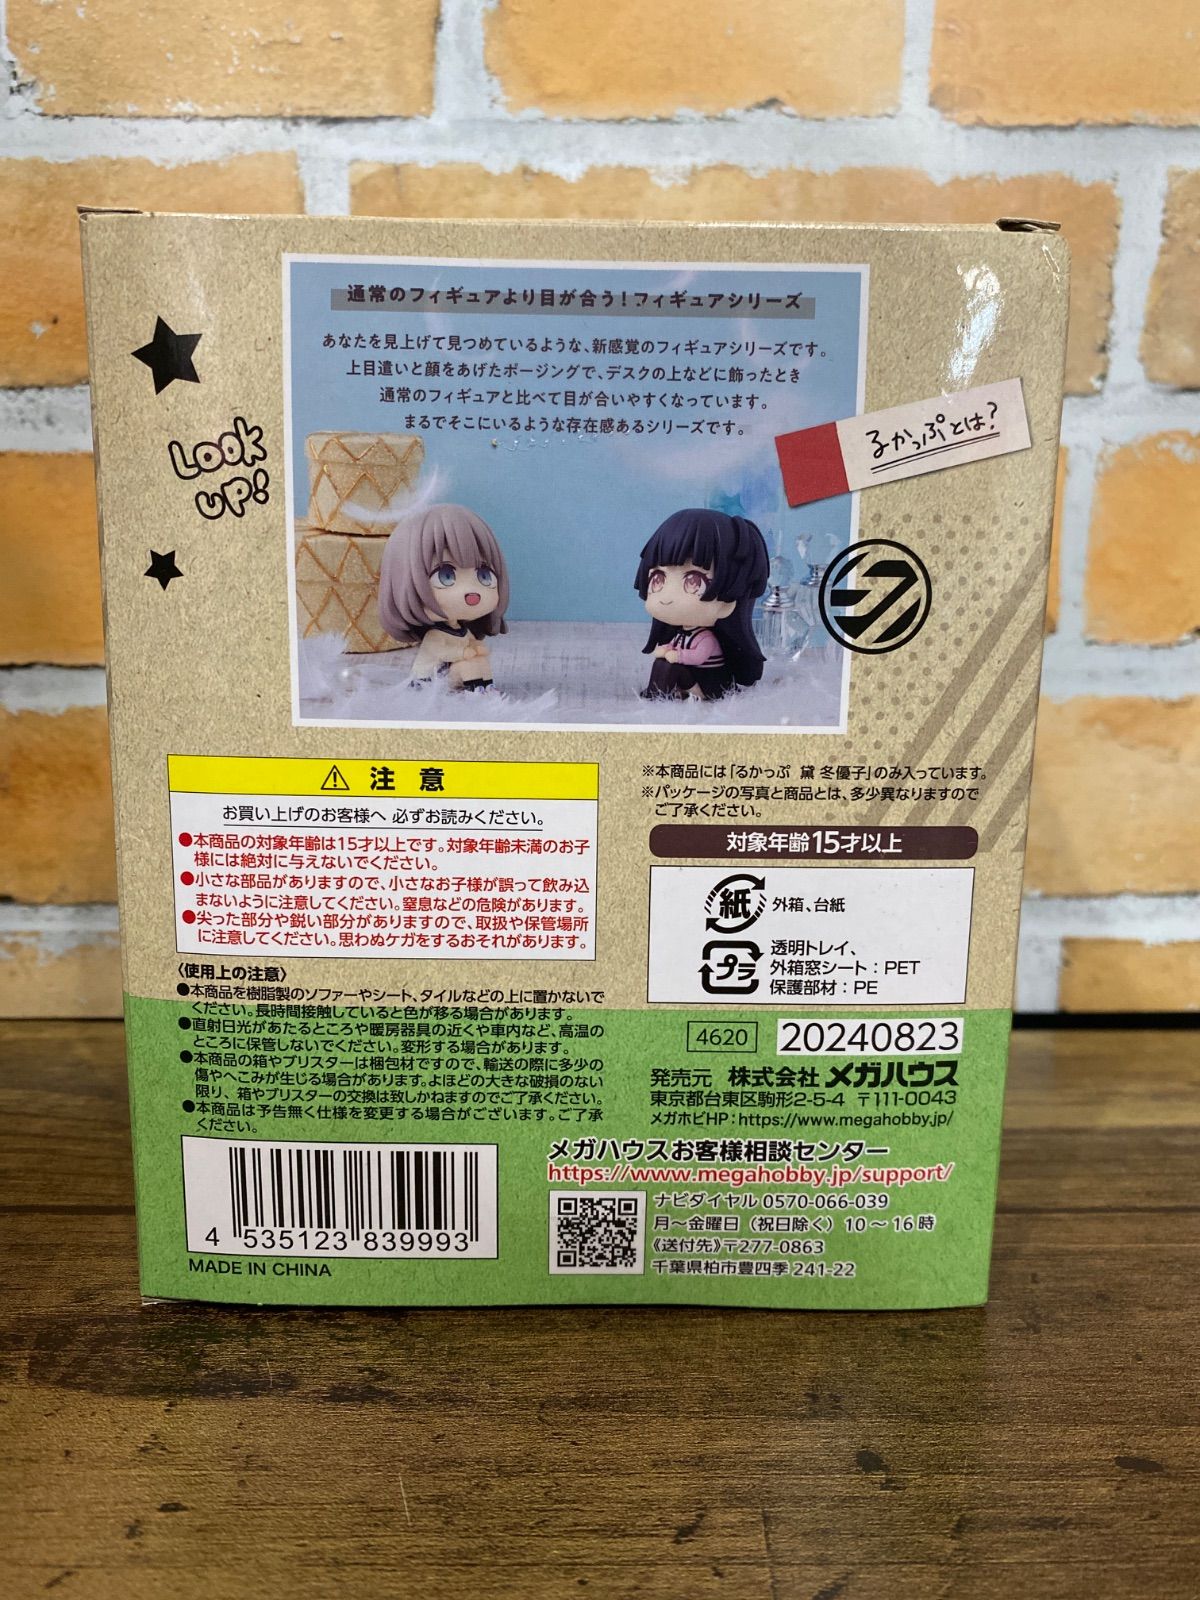 通常のフィギュアより目が合う!フィギュアシリーズ
あなたを見上げて見つめているような、新感覚のフィギュアシリーズです。
上目遣いと顔をあげたポージングで、デスクの上などに飾ったとき
通常のフィギュアと比べて目が合いやすくなっています。
まるでそこにいるような存在感あるシリーズです。
るかっぷとは?
LOOK
UP!
⚠ 注意
お買い上げのお客様へ 必ずお読みください。
●本商品の対象年齢は15才以上です。対象年齢未満のお子
様には絶対に与えないでください。
●小さな部品がありますので、小さなお子様が誤って飲み込
まないように注意してください。窒息などの危険があります。
●尖った部分や鋭い部分がありますので、取扱や保管場所
に注意してください。思わぬケガをするおそれがあります。
〈使用上の注意〉
●本商品を樹脂製のソファーやシート、タイルなどの上に置かないで
ください。長時間接触していると色が移る場合があります。
●直射日光があたるところや暖房器具の近くや車内など、高温の
ところに保管しないでください。変形する場合があります。
●本商品の箱やブリスターは梱包材ですので、輸送の際に多少の
傷やへこみが生じる場合があります。よほどの大きな破損のない
限り、箱やブリスターの交換は致しかねますのでご了承ください。
●本商品は予告無く仕様を変更する場合がございます。ご了承
ください。
4 535123 839993
MADE IN CHINA
※本商品には「るかっぷ 黛 冬優子」のみ入っています。
※パッケージの写真と商品とは、多少異なりますので
ご了承ください。
対象年齢15才以上
紙 外箱、台紙
プラ 透明トレイ、
外箱窓シート:PET
保護部材:PE
4620 20240823
発売元 株式会社メガハウス
東京都台東区駒形2-5-4 〒111-0043
メガホビHP:https://www.megahobby.jp/
メガハウスお客様相談センター
https://www.megahobby.jp/support/
ナビダイヤル 0570-066-039
月~金曜日(祝日除く)10~16時
《送付先》〒277-0863
千葉県柏市豊四季241-22